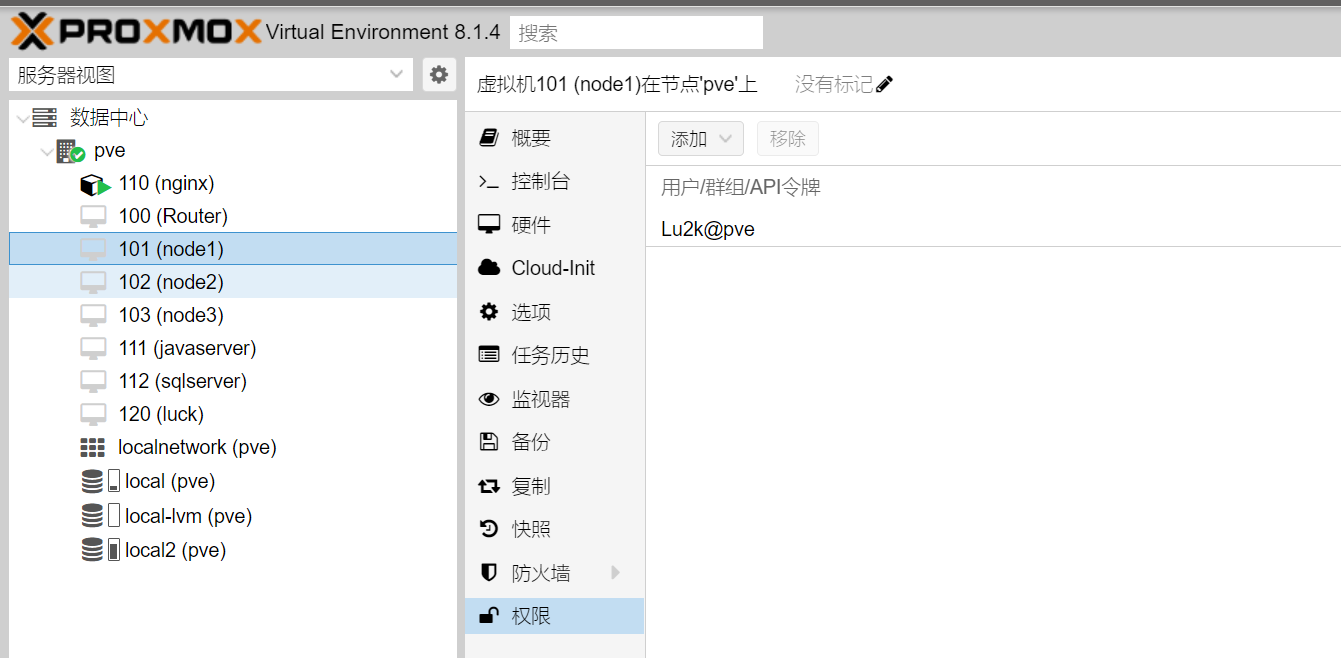 PROXMOX Virtual Environment 8.1.4 搜索
服务器视图
数据中心
pve
110 (nginx)
100 (Router)
101 (node1)
102 (node2)
103 (node3)
111 (javaserver)
112 (sqlserver)
120 (luck)
localnetwork (pve)
local (pve)
local-lvm (pve)
local2 (pve)
虚拟机101 (node1)在节点'pve'上 没有标记
概要
控制台
硬件
Cloud-Init
选项
任务历史
监视器
备份
复制
快照
防火墙
权限
添加 移除
用户/群组/API令牌
Lu2k@pve